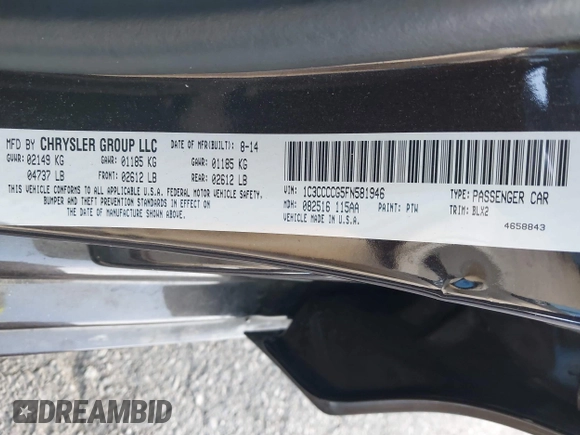 MFD BY CHRYSLER GROUP LLC DATE OF MFR(BUILT): 8-14
GVWR: 02149 KG GAWR: 01185 KG GAWR: 01185 KG
04737 LB FRONT: 02612 LB REAR: 02612 LB
THIS VEHICLE CONFORMS TO ALL APPLICABLE U.S.A. FEDERAL MOTOR VEHICLE SAFETY,
BUMPER AND THEFT PREVENTION STANDARDS IN EFFECT ON
THE DATE OF MANUFACTURE SHOWN ABOVE.
VIN: 1C3CCCCG5FN581946 TYPE: PASSENGER CAR
MDH: 082516 115AA PAINT: PTW TRIM: BLX2
VEHICLE MADE IN U.S.A. 4658843
DREAMBID